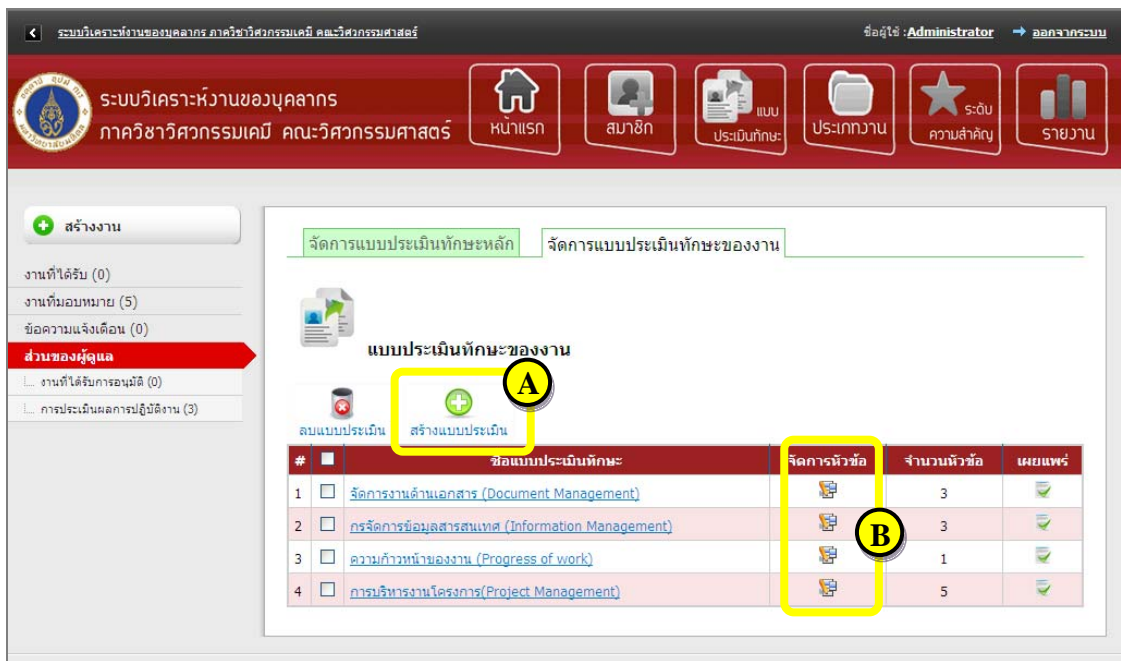 ระบบวิเคราะห์งานของบุคลากร ภาควิชาวิศวกรรมเคมี คณะวิศวกรรมศาสตร์
ชื่อผู้ใช้ :Administrator ออกจากระบบ
ระบบวิเคราะห์งานของบุคลากร
ภาควิชาวิศวกรรมเคมี คณะวิศวกรรมศาสตร์
หน้าแรก
สมาชิก
แบบ
ประเมินทักษะ
ประเภทงาน
ระดับ
ความสำคัญ
รายงาน
สร้างงาน
งานที่ได้รับ (0)
งานที่มอบหมาย (5)
ข้อความแจ้งเตือน (0)
ส่วนของผู้ดูแล
งานที่ได้รับการอนุมัติ (0)
การประเมินผลการปฏิบัติงาน (3)
จัดการแบบประเมินทักษะหลัก จัดการแบบประเมินทักษะของงาน
แบบประเมินทักษะของงาน
A
ลบแบบประเมิน สร้างแบบประเมิน
# ชื่อแบบประเมินทักษะ จัดการหัวข้อ จำนวนหัวข้อ เผยแพร่
1 จัดการงานด้านเอกสาร (Document Management) 3
2 กรจัดการข้อมูลสารสนเทศ (Information Management) 3
B
3 ความก้าวหน้าของงาน (Progress of work) 1
4 การบริหารงานโครงการ(Project Management) 5